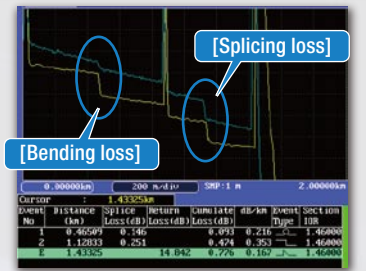 [Splicing loss]
[Bending loss]
0.00000km 200 m/div SMP:1 m 2.00000km
Cursor : 1.43325km
Event Distance Splice Return Cumulate dB/km Event Section
No (km) Loss(dB) Loss(dB) Loss(dB) Type IOR
1 0.46509 0.146 0.093 0.216 1.46000
2 1.12833 0.251 0.474 0.353 1.46000
E 1.43325 14.842 0.776 0.167 1.46000